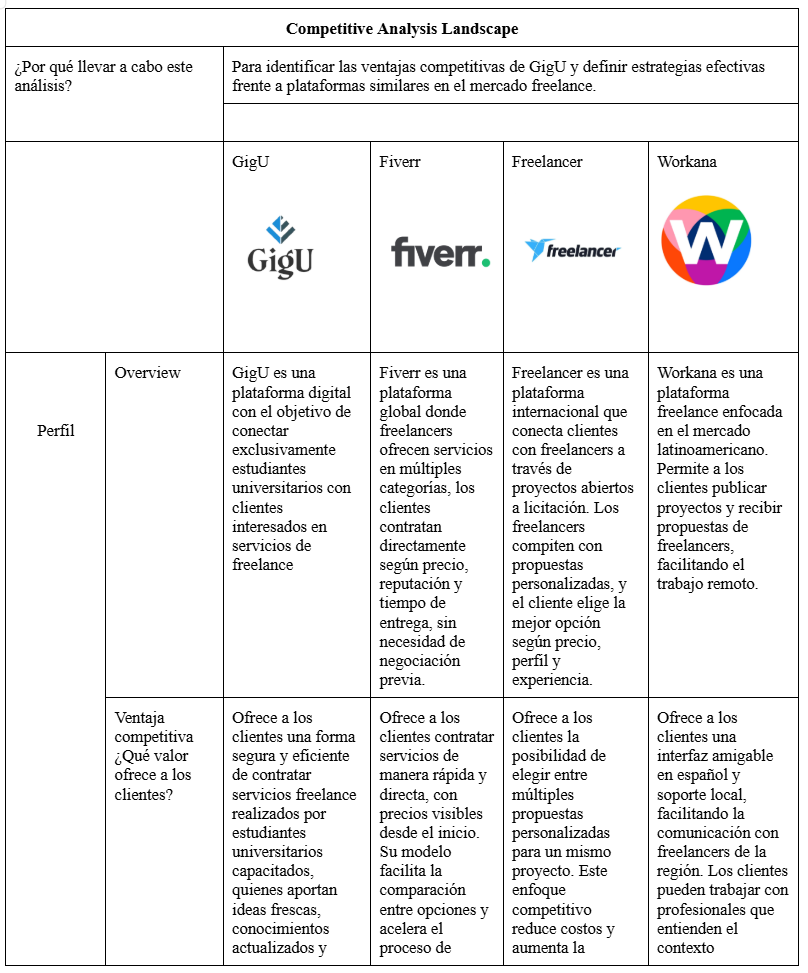 Competitive Analysis Landscape
¿Por qué llevar a cabo este
análisis?
Para identificar las ventajas competitivas de GigU y definir estrategias efectivas
frente a plataformas similares en el mercado freelance.
GigU
Fiverr
Freelancer
Workana
GigU
fiverr.
freelancer
W
Perfil
Overview
GigU es una
plataforma digital
con el objetivo de
conectar
exclusivamente
estudiantes
universitarios con
clientes
interesados en
servicios de
freelance
Fiverr es una
plataforma
global donde
freelancers
ofrecen servicios
en múltiples
categorías, los
clientes
contratan
directamente
según precio,
reputación y
tiempo de
entrega, sin
necesidad de
negociación
previa.
Freelancer es una
plataforma
internacional que
conecta clientes
con freelancers a
través de
proyectos abiertos
a licitación. Los
freelancers
compiten con
propuestas
personalizadas, y
el cliente elige la
mejor opción
según precio,
perfil y
experiencia.
Workana es una
plataforma
freelance enfocada
en el mercado
latinoamericano.
Permite a los
clientes publicar
proyectos y recibir
propuestas de
freelancers,
facilitando el
trabajo remoto.
Ventaja
competitiva
¿Qué valor
ofrece a los
clientes?
Ofrece a los
clientes una forma
segura y eficiente
de contratar
servicios freelance
realizados por
estudiantes
universitarios
capacitados,
quienes aportan
ideas frescas,
conocimientos
actualizados y
Ofrece a los
clientes contratar
servicios de
manera rápida y
directa, con
precios visibles
desde el inicio.
Su modelo
facilita la
comparación
entre opciones y
acelera el
proceso de
Ofrece a los
clientes la
posibilidad de
elegir entre
múltiples
propuestas
personalizadas
para un mismo
proyecto. Este
enfoque
competitivo
reduce costos y
aumenta la
Ofrece a los
clientes una
interfaz amigable
en español y
soporte local,
facilitando la
comunicación con
freelancers de la
región. Los clientes
pueden trabajar con
profesionales que
entienden el
contexto